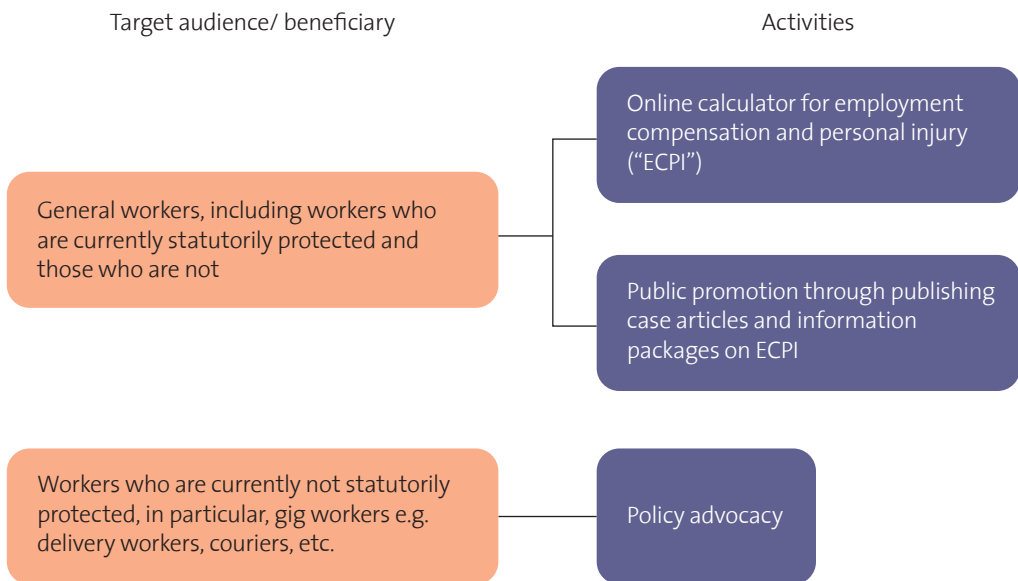 Target audience/ beneficiary
Activities
General workers, including workers who
are currently statutorily protected and
those who are not
Online calculator for employment
compensation and personal injury
(“ECPI”)
Public promotion through publishing
case articles and information
packages on ECPI
Workers who are currently not statutorily
protected, in particular, gig workers e.g.
delivery workers, couriers, etc.
Policy advocacy